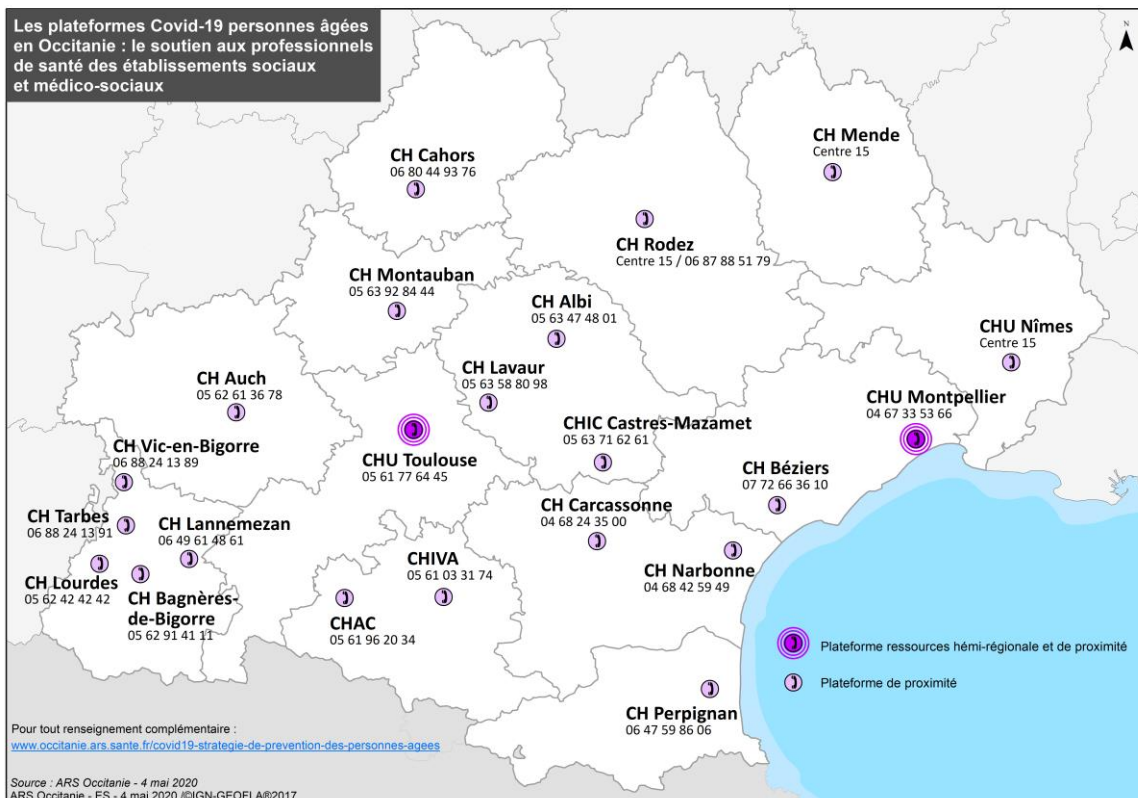 Les plateformes Covid-19 personnes âgées
en Occitanie : le soutien aux professionnels
de santé des établissements sociaux
et médico-sociaux
N
CH Cahors
06 80 44 93 76
CH Mende
Centre 15
CH Rodez
Centre 15 / 06 87 88 51 79
CH Montauban
05 63 92 84 44
CH Albi
05 63 47 48 01
CHU Nîmes
Centre 15
CH Lavaur
05 63 58 80 98
CH Auch
05 62 61 36 78
CHU Montpellier
04 67 33 53 66
CHIC Castres-Mazamet
05 63 71 62 61
CH Vic-en-Bigorre
06 88 24 13 89
CHU Toulouse
05 61 77 64 45
CH Béziers
07 72 66 36 10
CH Tarbes
06 88 24 13 91
CH Lannemezan
06 49 61 48 61
CH Carcassonne
04 68 24 35 00
CHIVA
05 61 03 31 74
CH Narbonne
04 68 42 59 49
CH Lourdes
05 62 42 42 42
CH Bagnères-
de-Bigorre
05 62 91 41 11
CHAC
05 61 96 20 34
Plateforme ressources hémi-régionale et de proximité
Plateforme de proximité
CH Perpignan
06 47 59 86 06
Pour tout renseignement complémentaire :
www.occitanie.ars.sante.fr/covid19-strategie-de-prevention-des-personnes-agees
Source : ARS Occitanie - 4 mai 2020
ARS Occitanie - ES - 4 mai 2020 /©IGN-GEOFLA®2017